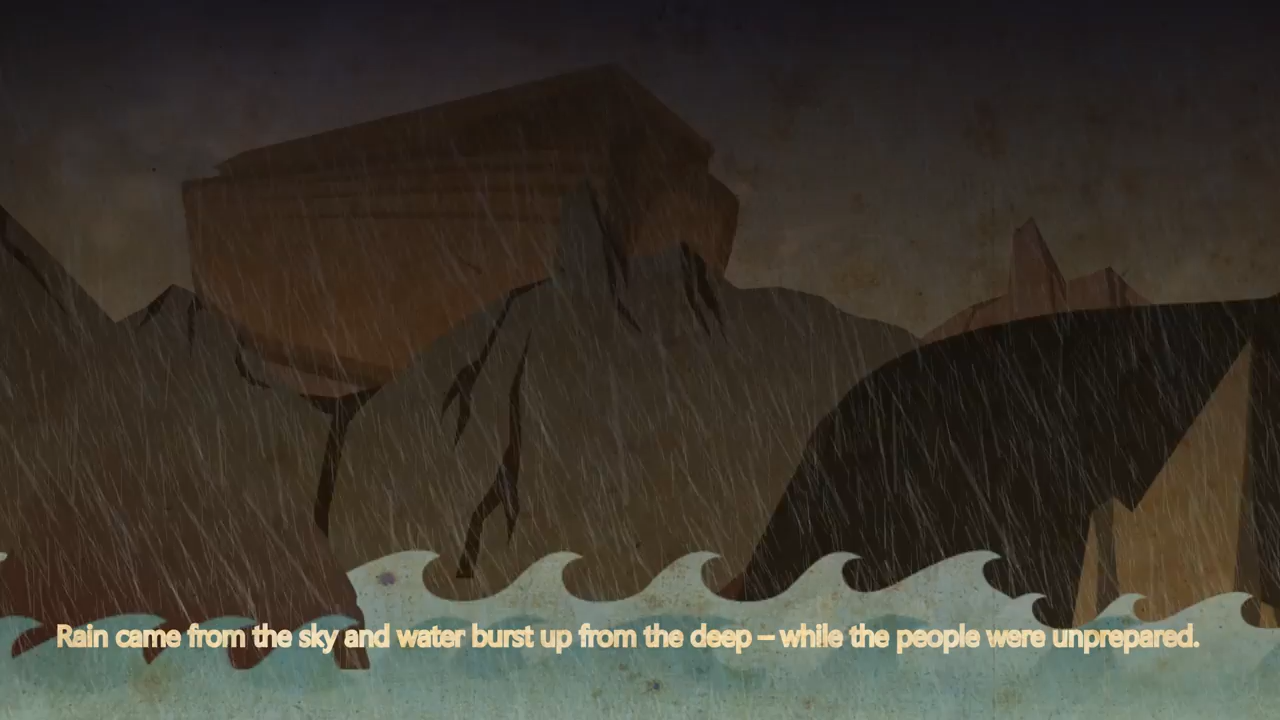 Rain came from the sky and water burst up from the deep – while the people were unprepared.